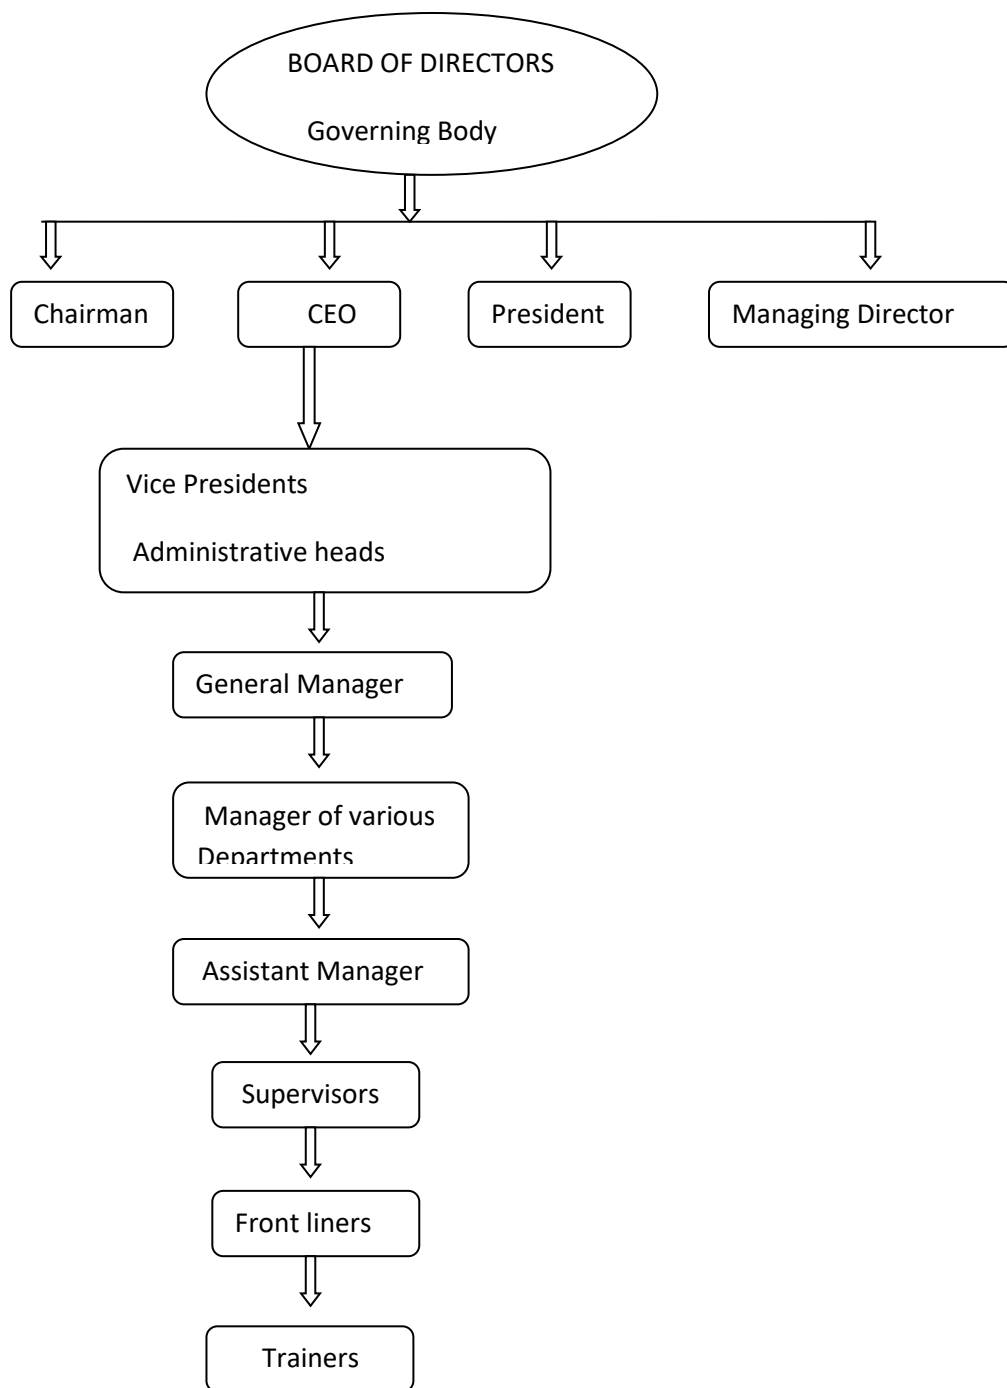 BOARD OF DIRECTORS
Governing Body
Chairman
CEO
President
Managing Director
Vice Presidents
Administrative heads
General Manager
Manager of various
Departments
Assistant Manager
Supervisors
Front liners
Trainers